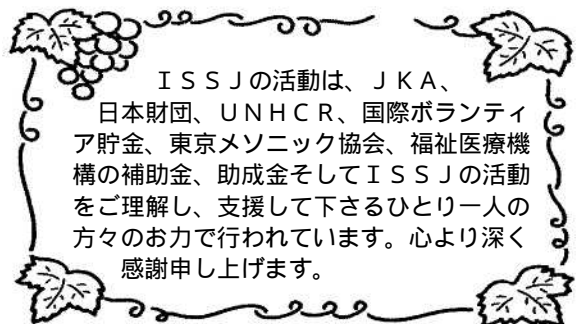 ＩＳＳＪの活動は、ＪＫＡ、
日本財団、ＵＮＨＣＲ、国際ボランティ
ア貯金、東京メソニック協会、福祉医療機
構の補助金、助成金そしてＩＳＳＪの活動
をご理解し、支援して下さるひとり一人の
方々のお力で行われています。心より深く
感謝申し上げます。